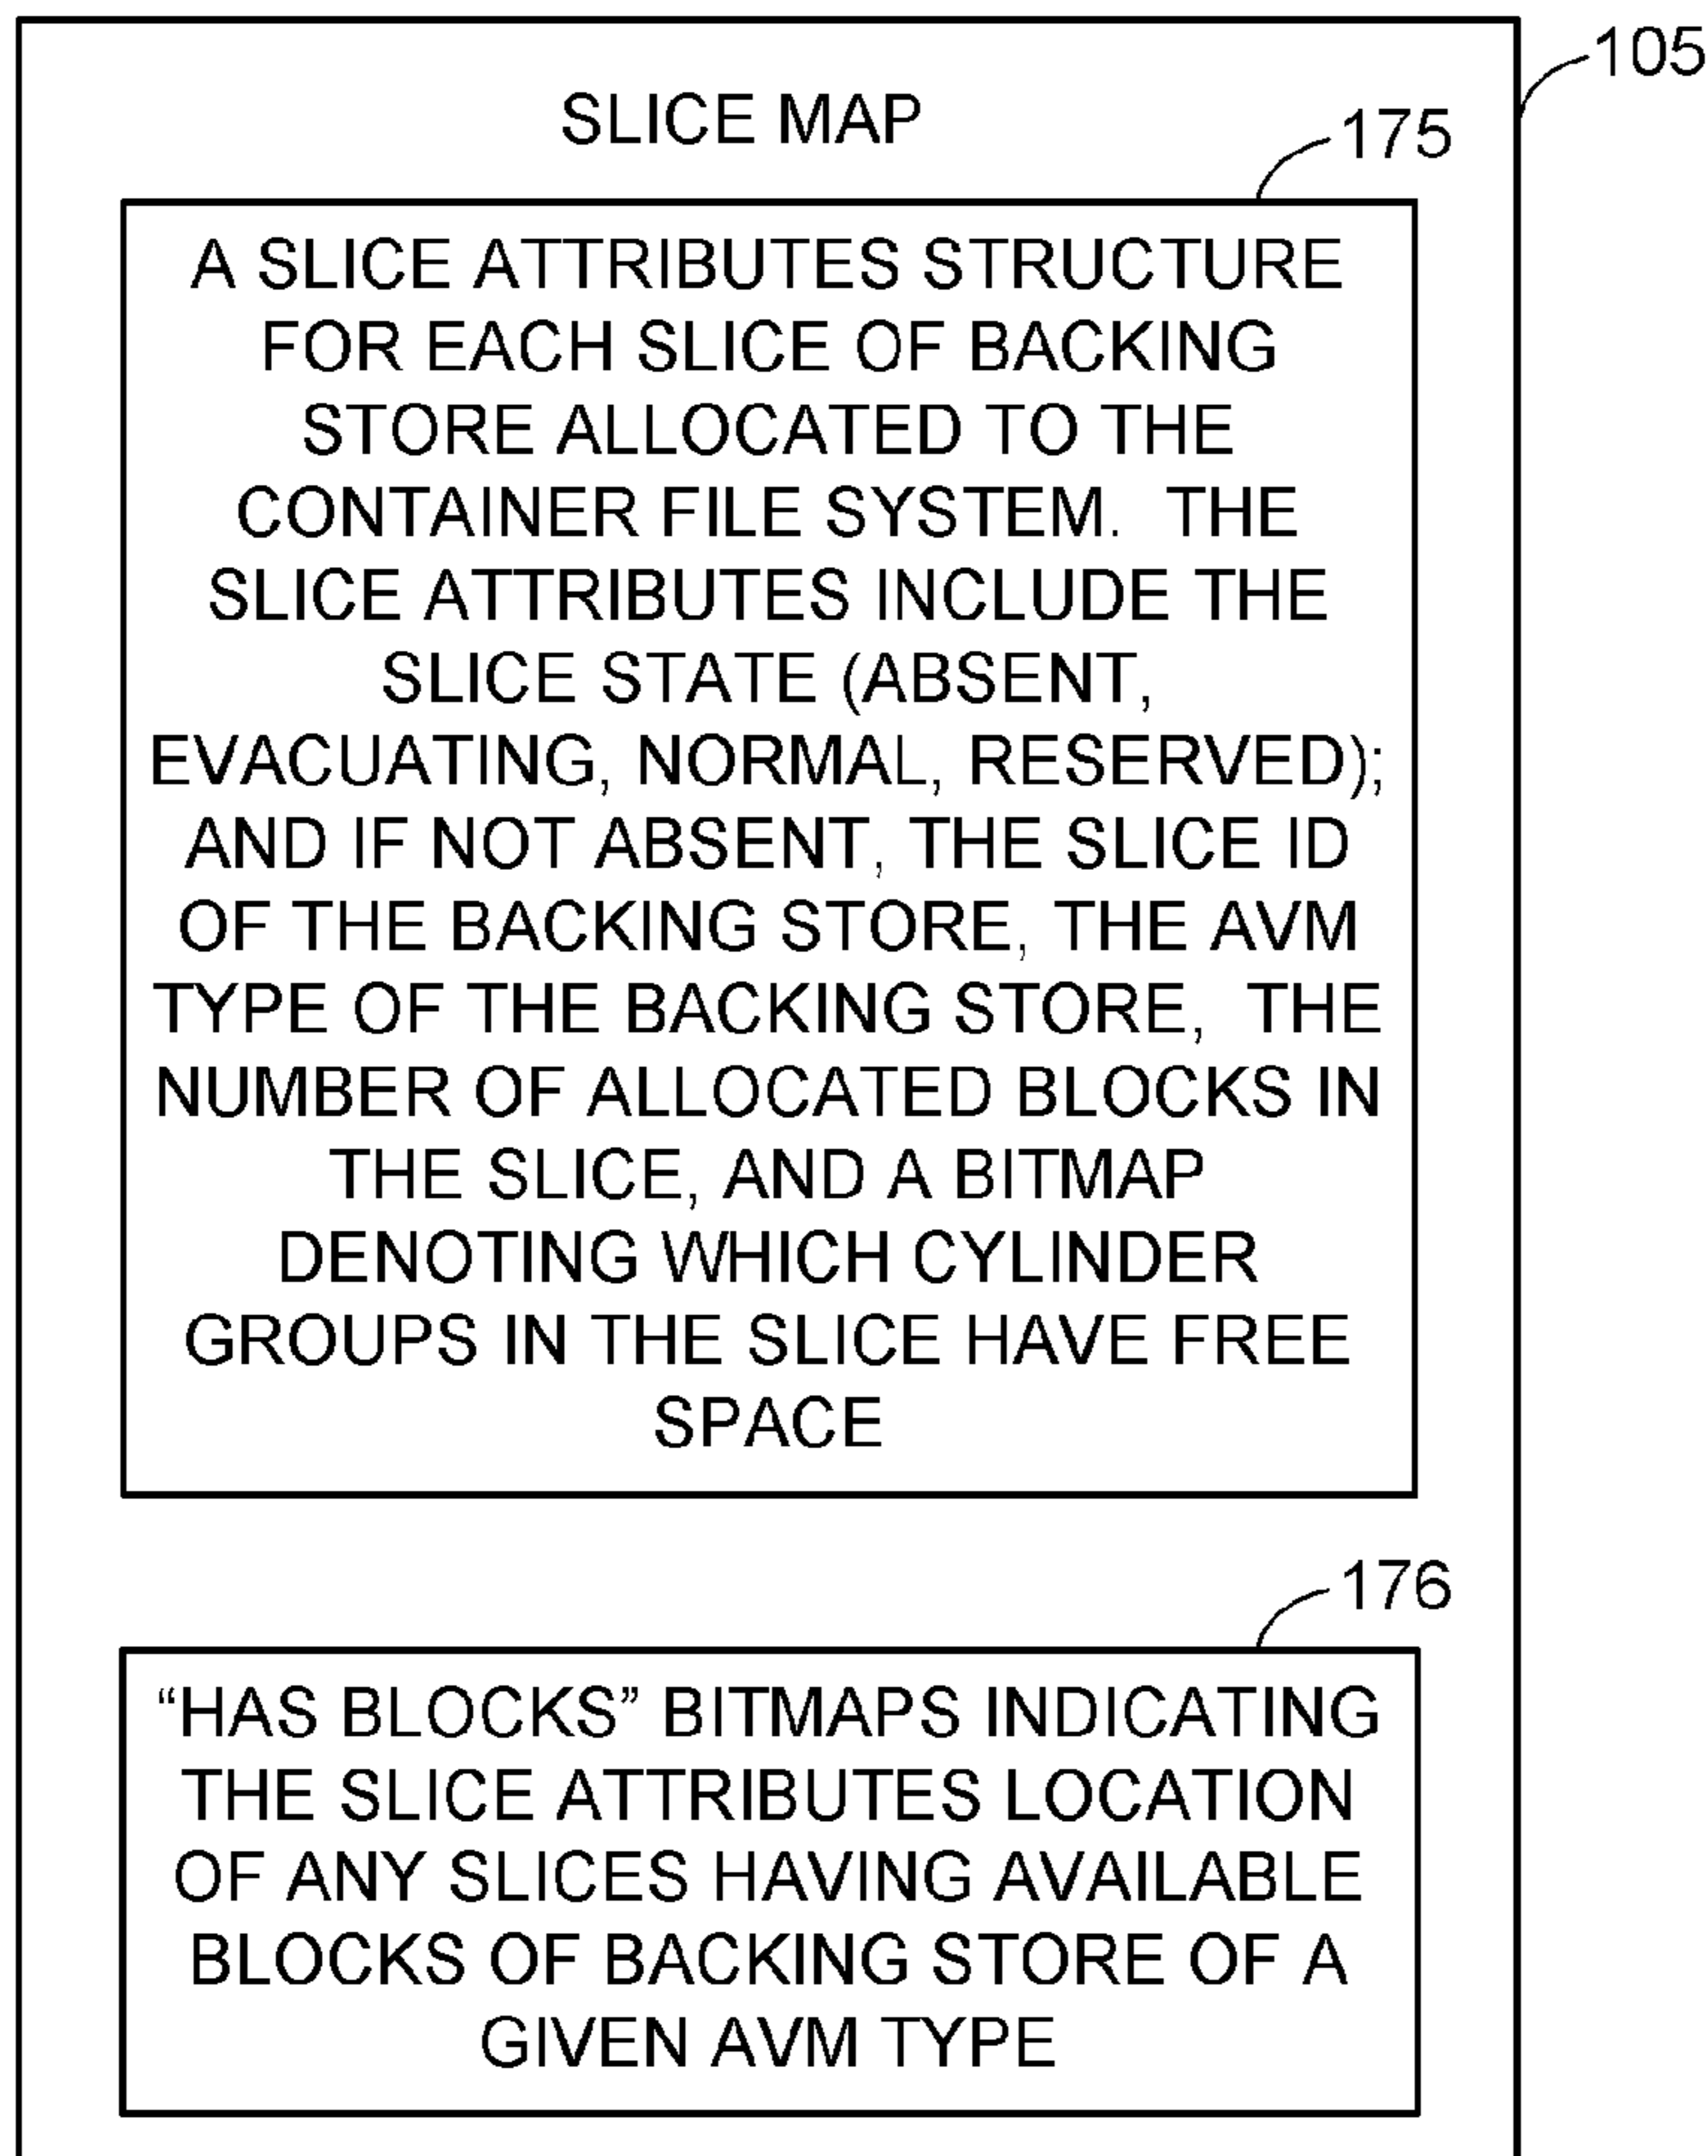 105
SLICE MAP
175
A SLICE ATTRIBUTES STRUCTURE
FOR EACH SLICE OF BACKING
STORE ALLOCATED TO THE
CONTAINER FILE SYSTEM.  THE
SLICE ATTRIBUTES INCLUDE THE
SLICE STATE (ABSENT,
EVACUATING, NORMAL, RESERVED);
AND IF NOT ABSENT, THE SLICE ID
OF THE BACKING STORE, THE AVM
TYPE OF THE BACKING STORE,  THE
NUMBER OF ALLOCATED BLOCKS IN
THE SLICE, AND A BITMAP
DENOTING WHICH CYLINDER
GROUPS IN THE SLICE HAVE FREE
SPACE
176
“HAS BLOCKS” BITMAPS INDICATING
THE SLICE ATTRIBUTES LOCATION
OF ANY SLICES HAVING AVAILABLE
BLOCKS OF BACKING STORE OF A
GIVEN AVM TYPE